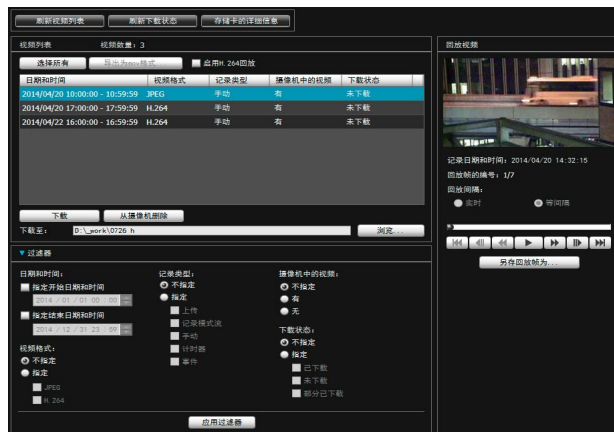 刷新视频列表 刷新下载状态 存储卡的详细信息
视频列表 视频数量: 3
选择所有 导出为mov格式 启用H.264回放
日期和时间 视频格式 记录类型 摄像机中的视频 下载状态
2014/04/20 10:00:00 - 10:59:59 JPEG 手动 有 未下载
2014/04/20 17:00:00 - 17:59:59 H.264 手动 有 未下载
2014/04/22 16:00:00 - 16:59:59 H.264 手动 有 未下载
下载 从摄像机删除
下载至: D:\_work\0726 h 浏览...
过滤器
日期和时间:
指定开始日期和时间
2014 / 01 / 01 00 : 00
指定结束日期和时间
2014 / 12 / 31 23 : 59
视频格式:
不指定
指定
JPEG
H.264
记录类型:
不指定
指定
上传
记录模式流
手动
计时器
事件
摄像机中的视频:
不指定
有
无
下载状态:
不指定
指定
已下载
未下载
部分已下载
应用过滤器
回放视频
记录日期和时间: 2014/04/20 14:32:15
回放帧的编号: 1/7
回放间隔:
实时 等间隔
另存回放帧为...